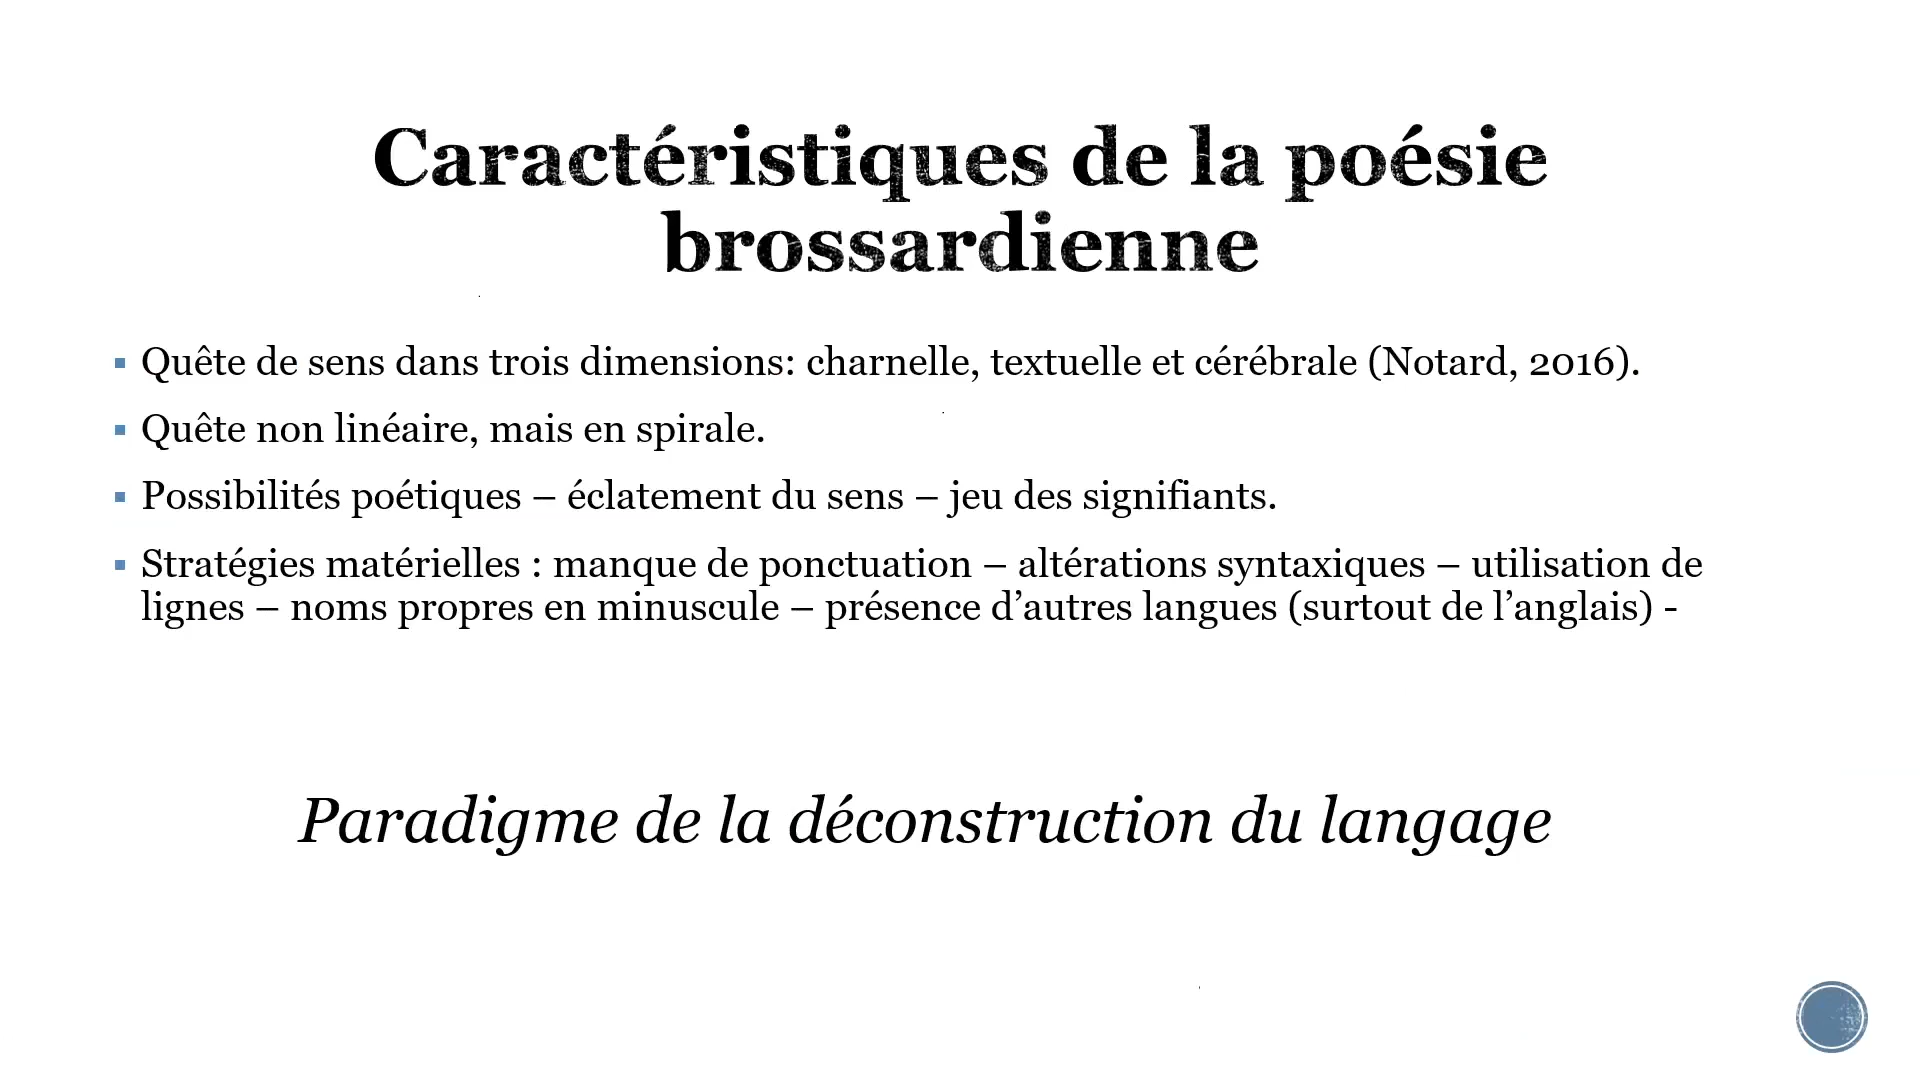 Caractéristiques de la poésie
brossardienne
Quête de sens dans trois dimensions: charnelle, textuelle et cérébrale (Notard, 2016).
Quête non linéaire, mais en spirale.
Possibilités poétiques – éclatement du sens – jeu des signifiants.
Stratégies matérielles : manque de ponctuation – altérations syntaxiques – utilisation de
lignes – noms propres en minuscule – présence d’autres langues (surtout de l’anglais) -
Paradigme de la déconstruction du langage